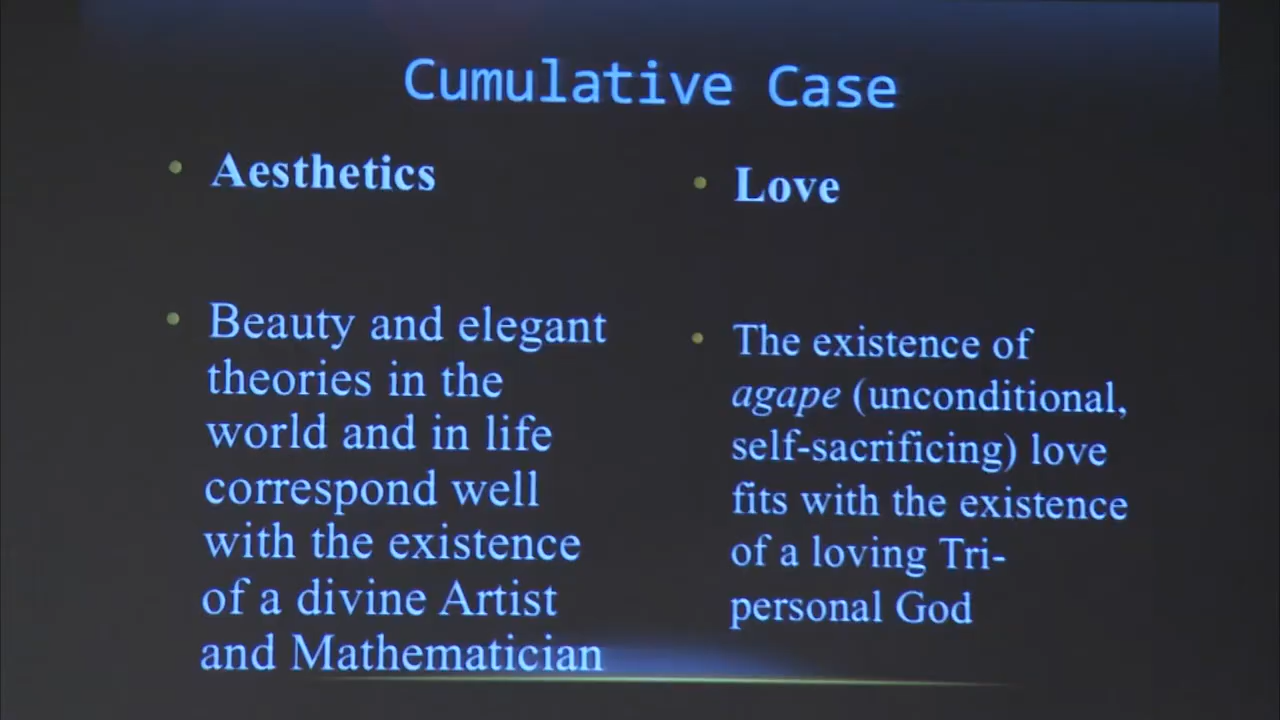 Cumulative Case
Aesthetics
Beauty and elegant
theories in the
world and in life
correspond well
with the existence
of a divine Artist
and Mathematician
Love
The existence of
agape (unconditional,
self-sacrificing) love
fits with the existence
of a loving Tri-
personal God